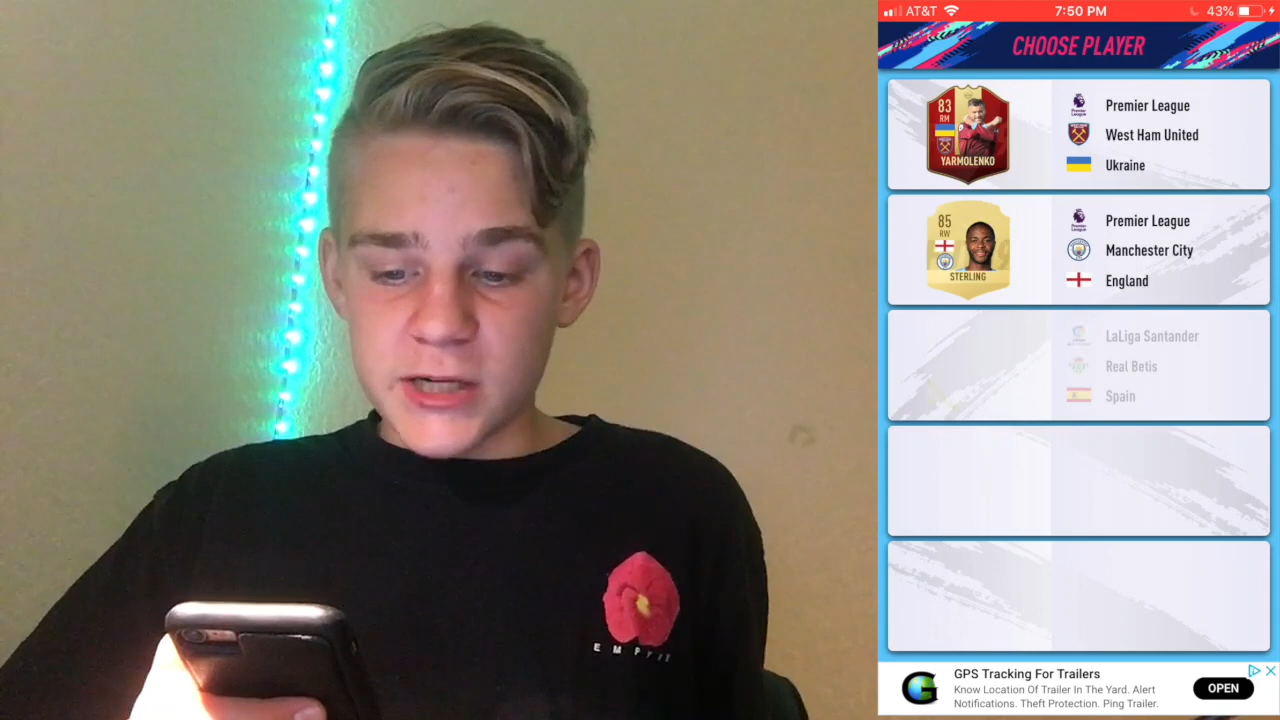 AT&T 7:50 PM 43%
CHOOSE PLAYER
83
RM
YARMOLENKO
Premier League
West Ham United
Ukraine
85
RW
STERLING
Premier League
Manchester City
England
LaLiga Santander
Real Betis
Spain
GPS Tracking For Trailers
Know Location Of Trailer In The Yard. Alert
Notifications. Theft Protection. Ping Trailer.
OPEN